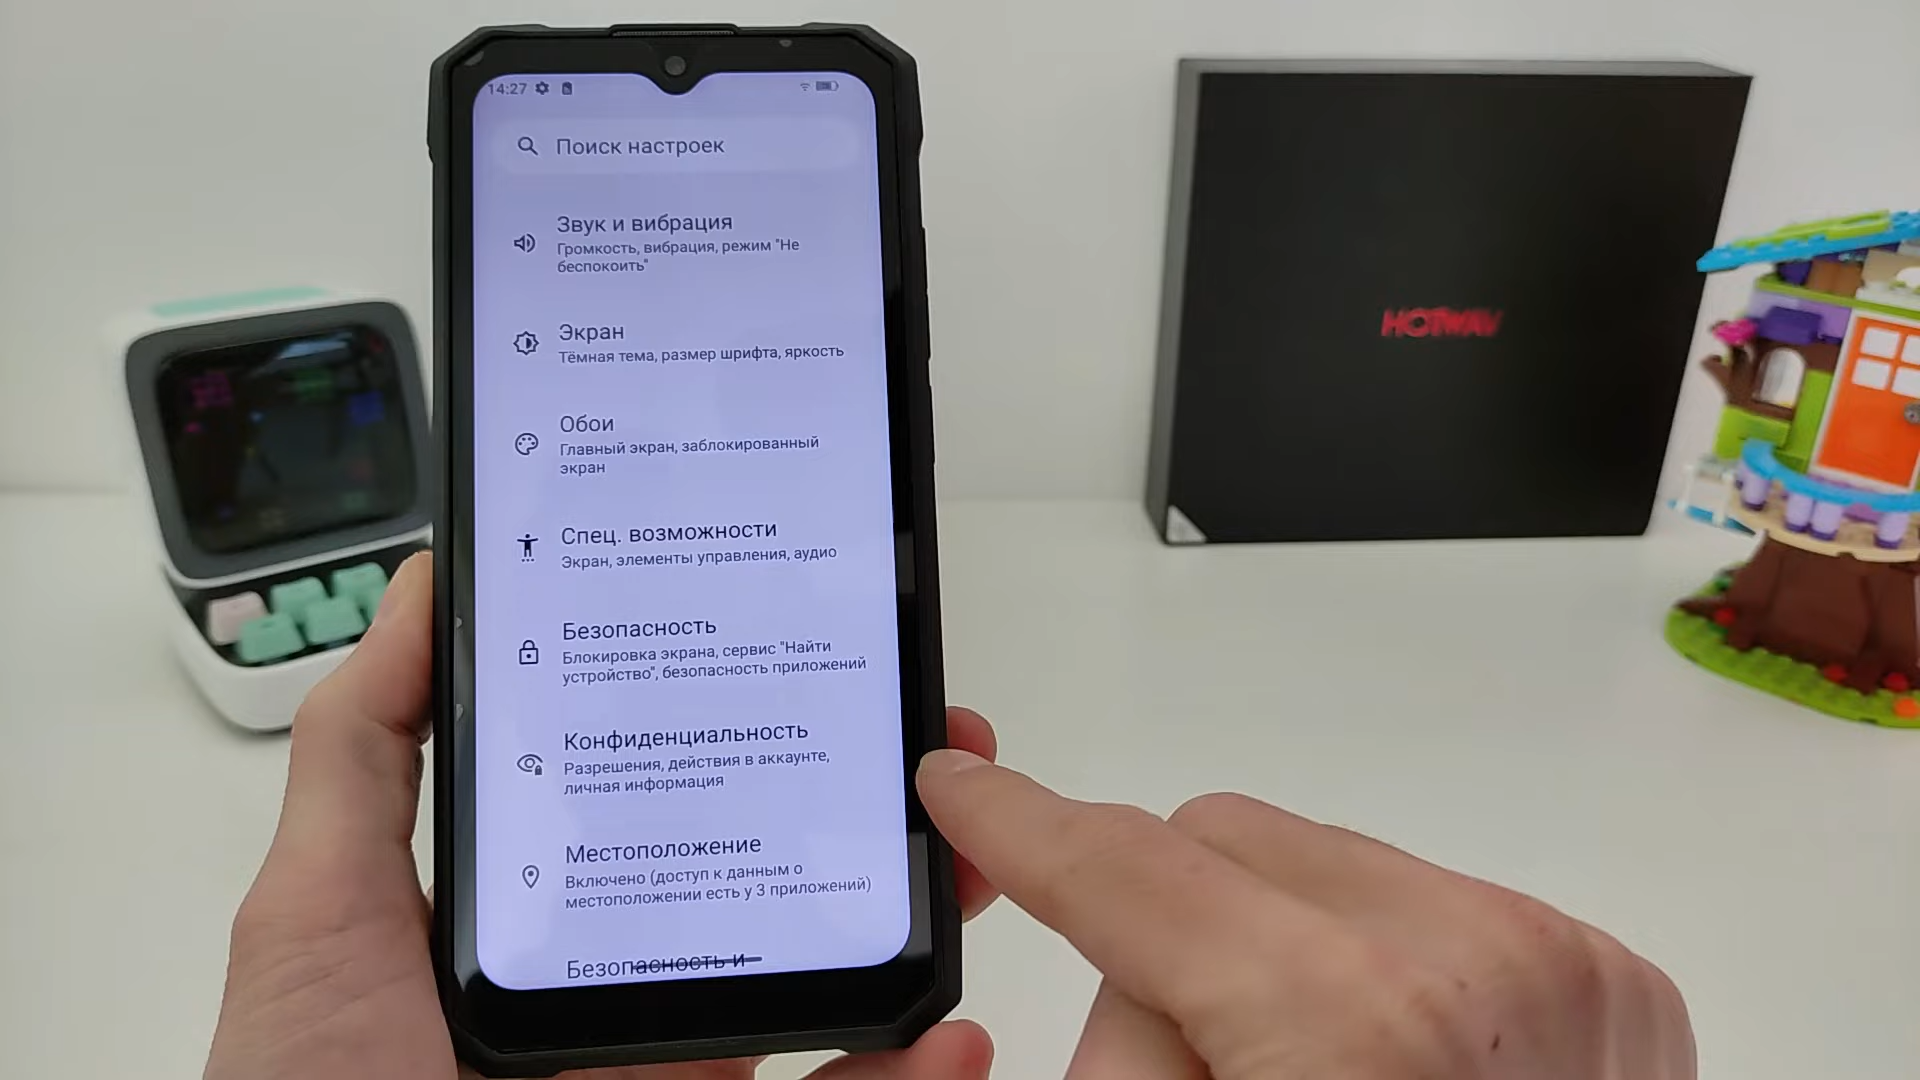 14:27
Поиск настроек
Звук и вибрация
Громкость, вибрация, режим "Не
беспокоить"
Экран
Тёмная тема, размер шрифта, яркость
Обои
Главный экран, заблокированный
экран
Спец. возможности
Экран, элементы управления, аудио
Безопасность
Блокировка экрана, сервис "Найти
устройство", безопасность приложений
Конфиденциальность
Разрешения, действия в аккаунте,
личная информация
Местоположение
Включено (доступ к данным о
местоположении есть у 3 приложений)
Безопасность и
HOTWAV